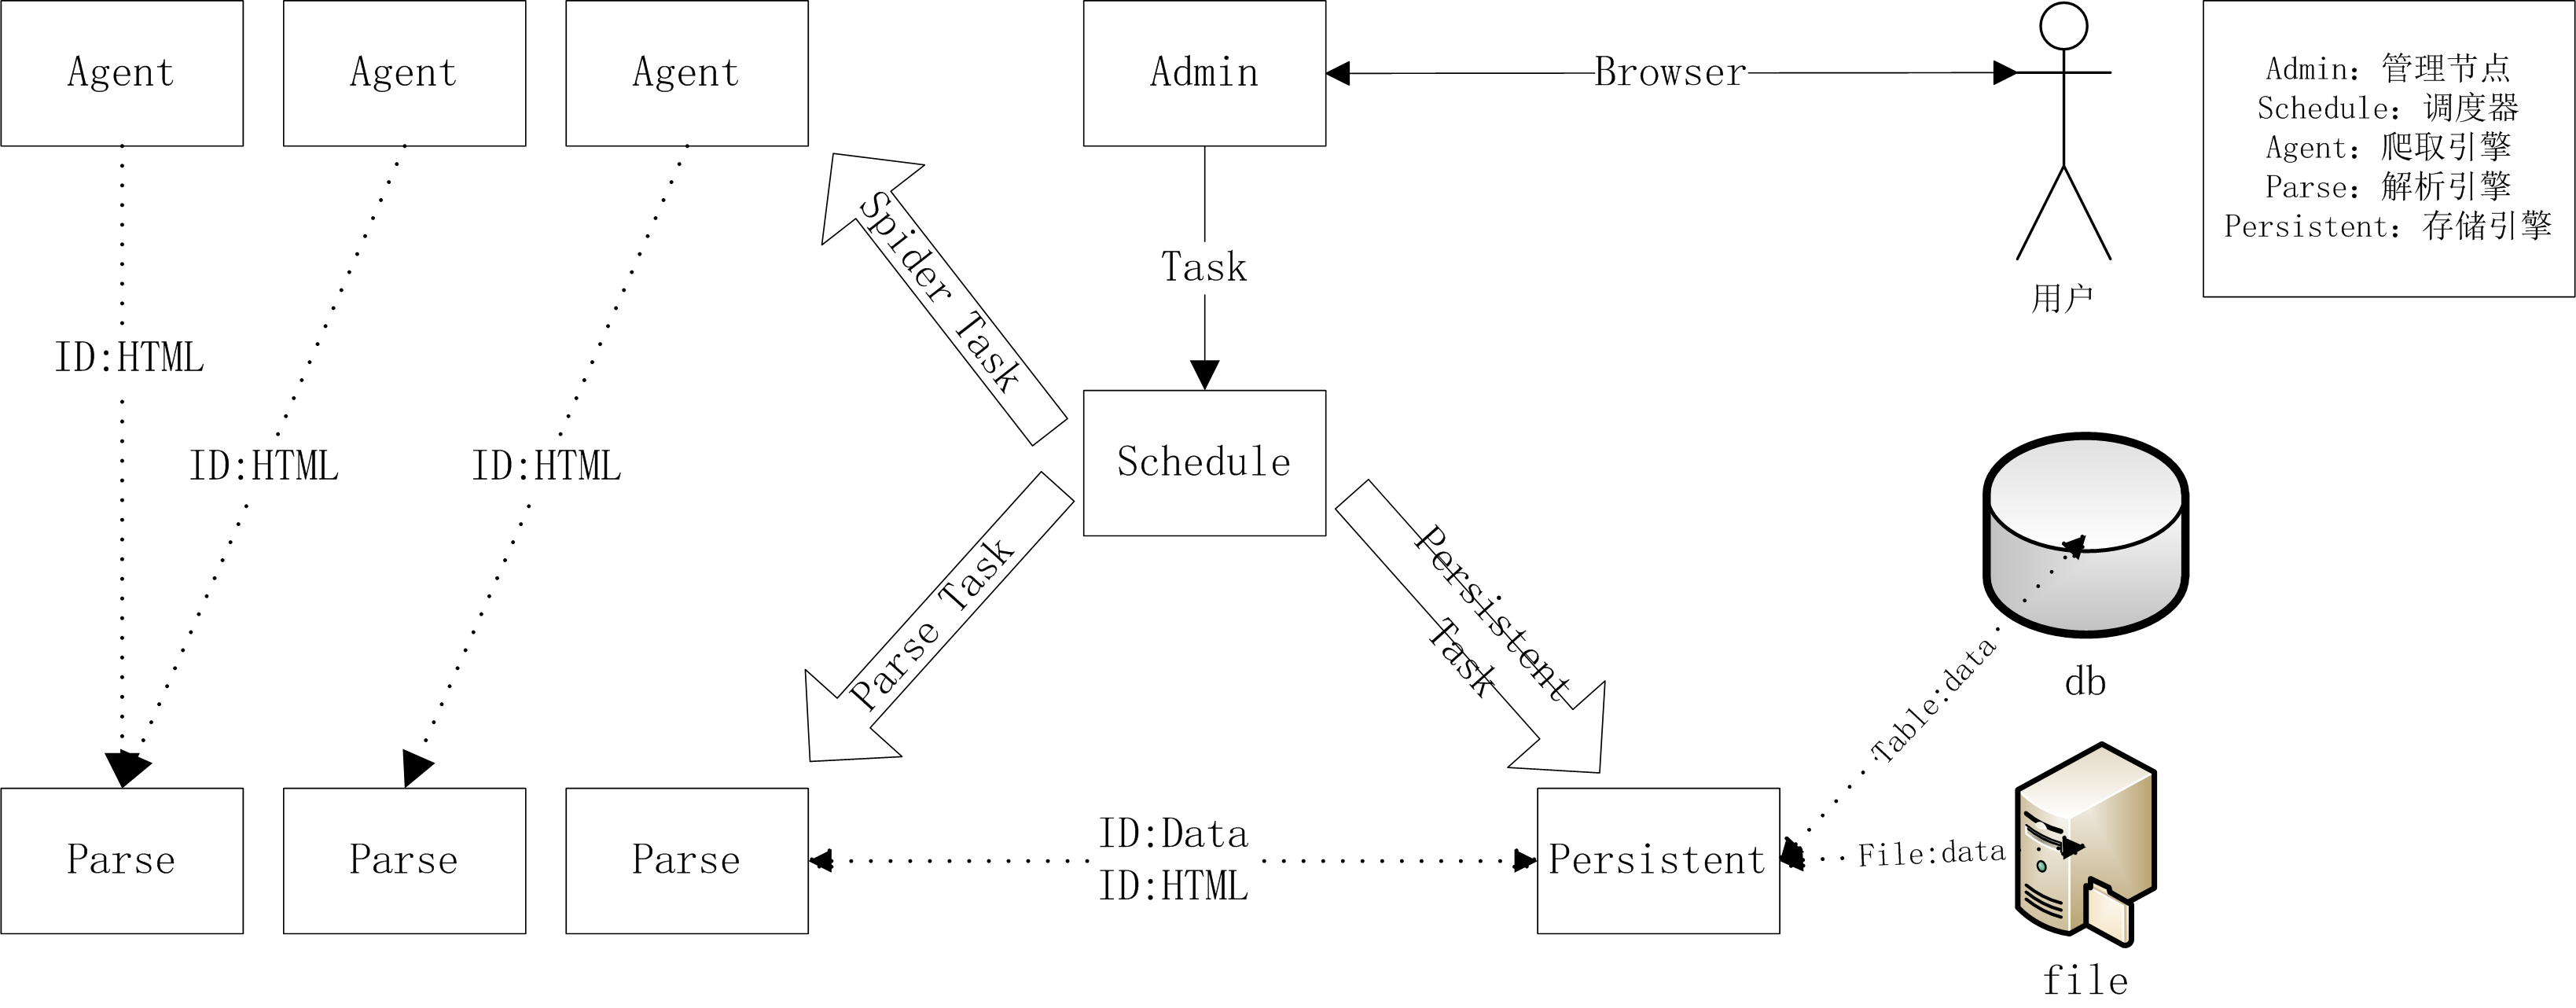 Agent
Agent
Agent
Admin
Browser
用户
Admin: 管理节点
Schedule: 调度器
Agent: 爬取引擎
Parse: 解析引擎
Persistent: 存储引擎
Spider Task
Task
ID:HTML
ID:HTML
ID:HTML
Schedule
Parse Task
Persistent
Task
Table:data
db
Parse
Parse
Parse
ID:Data
ID:HTML
Persistent
File:data
file